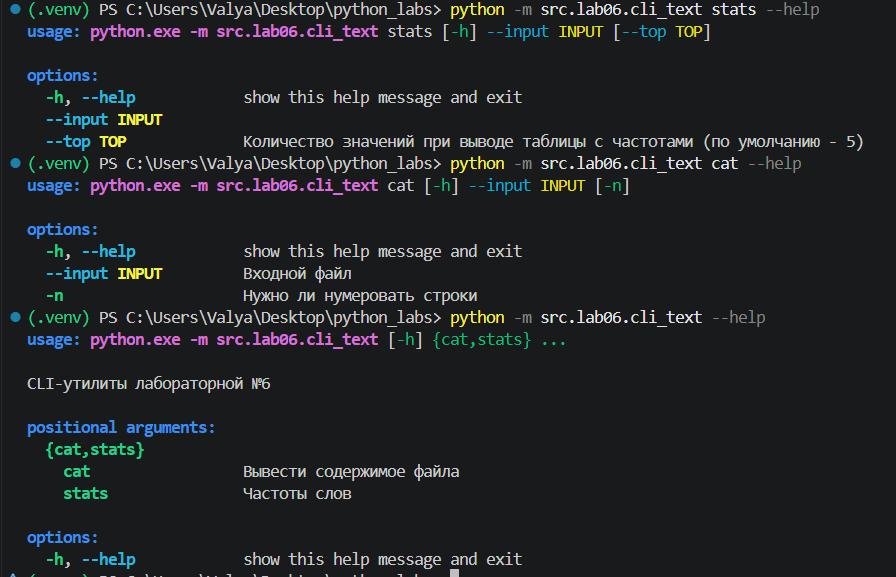 (.venv) PS C:\Users\Valya\Desktop\python_labs> python -m src.lab06.cli_text stats --help
usage: python.exe -m src.lab06.cli_text stats [-h] --input INPUT [--top TOP]
options:
-h, --help show this help message and exit
--input INPUT
--top TOP Количество значений при выводе таблицы с частотами (по умолчанию - 5)
(.venv) PS C:\Users\Valya\Desktop\python_labs> python -m src.lab06.cli_text cat --help
usage: python.exe -m src.lab06.cli_text cat [-h] --input INPUT [-n]
options:
-h, --help show this help message and exit
--input INPUT Входной файл
-n Нужно ли нумеровать строки
(.venv) PS C:\Users\Valya\Desktop\python_labs> python -m src.lab06.cli_text --help
usage: python.exe -m src.lab06.cli_text [-h] {cat,stats} ...
CLI-утилиты лабораторной №6
positional arguments:
{cat,stats}
cat Вывести содержимое файла
stats Частоты слов
options:
-h, --help show this help message and exit